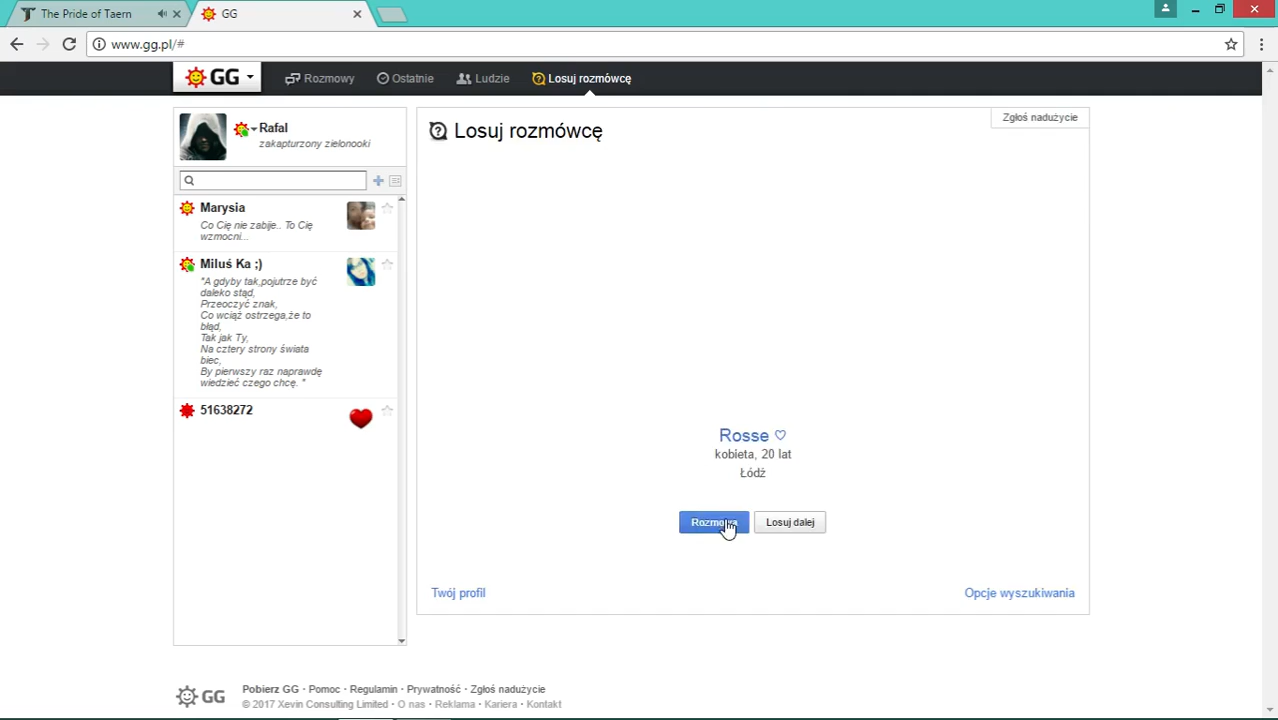 The Pride of Taern
GG
www.gg.pl/#
GG
Rozmowy
Ostatnie
Ludzie
Losuj rozmówcę
Rafal
zakapturzony zielonooki
Marysia
Co Cię nie zabije.. To Cię
wzmocni...
Miluś Ka ;)
"A gdyby tak,pojutrze być
daleko stąd,
Przeoczyć znak,
Co wciąż ostrzega,że to
błąd,
Tak jak Ty,
Na cztery strony świata
biec,
By pierwszy raz naprawdę
wiedzieć czego chcę. "
51638272
Zgłoś nadużycie
Losuj rozmówcę
Rosse ♡
kobieta, 20 lat
Łódź
Rozmowa
Losuj dalej
Twój profil
Opcje wyszukiwania
GG
Pobierz GG · Pomoc · Regulamin · Prywatność · Zgłoś nadużycie
© 2017 Xevin Consulting Limited · O nas · Reklama · Kariera · Kontakt